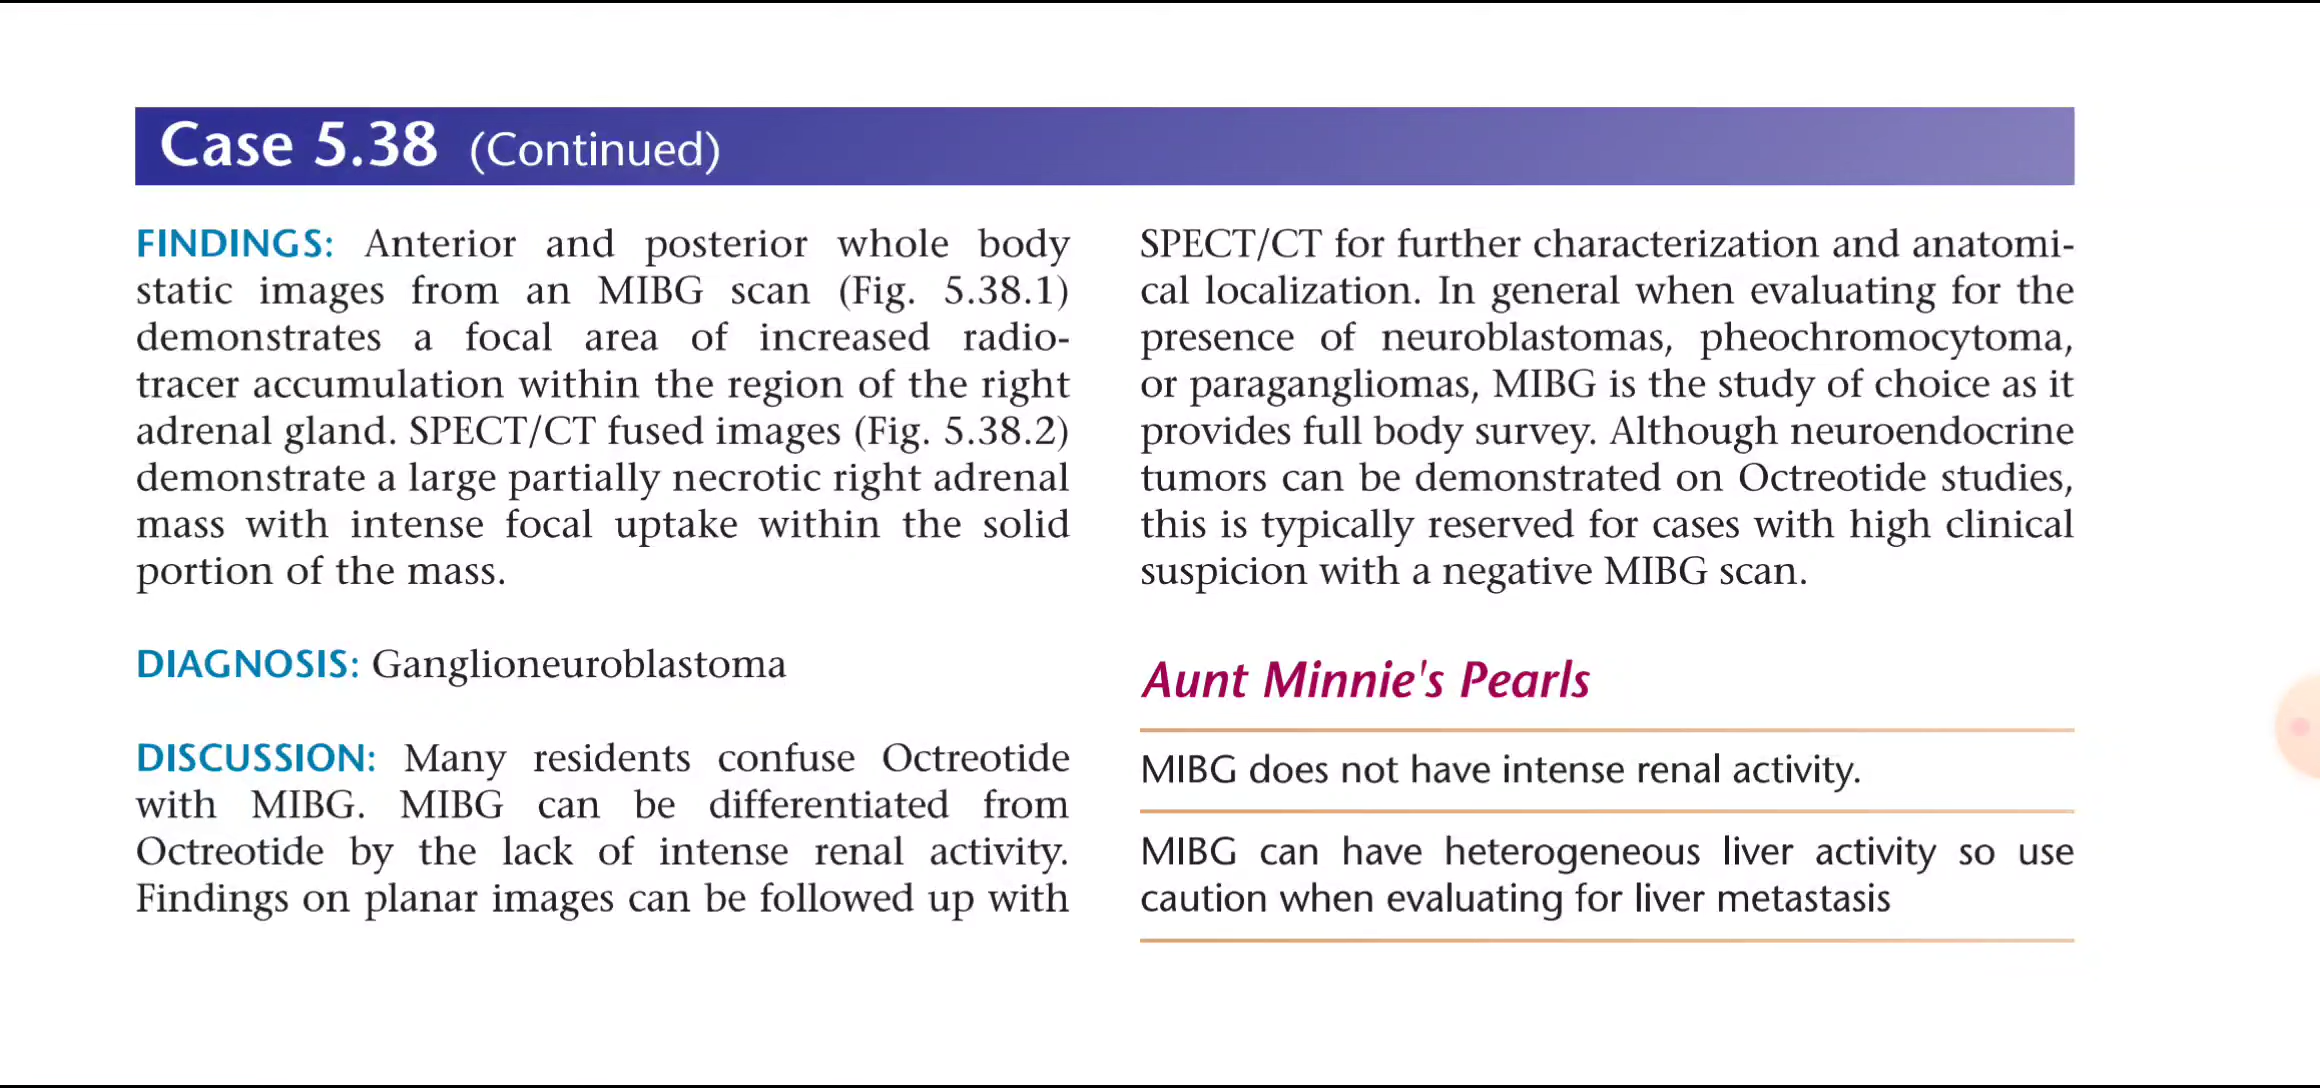 Case 5.38 (Continued)
FINDINGS: Anterior and posterior whole body
static images from an MIBG scan (Fig. 5.38.1)
demonstrates a focal area of increased radio-
tracer accumulation within the region of the right
adrenal gland. SPECT/CT fused images (Fig. 5.38.2)
demonstrate a large partially necrotic right adrenal
mass with intense focal uptake within the solid
portion of the mass.
DIAGNOSIS: Ganglioneuroblastoma
DISCUSSION: Many residents confuse Octreotide
with MIBG. MIBG can be differentiated from
Octreotide by the lack of intense renal activity.
Findings on planar images can be followed up with
SPECT/CT for further characterization and anatomi-
cal localization. In general when evaluating for the
presence of neuroblastomas, pheochromocytoma,
or paragangliomas, MIBG is the study of choice as it
provides full body survey. Although neuroendocrine
tumors can be demonstrated on Octreotide studies,
this is typically reserved for cases with high clinical
suspicion with a negative MIBG scan.
Aunt Minnie's Pearls
MIBG does not have intense renal activity.
MIBG can have heterogeneous liver activity so use
caution when evaluating for liver metastasis